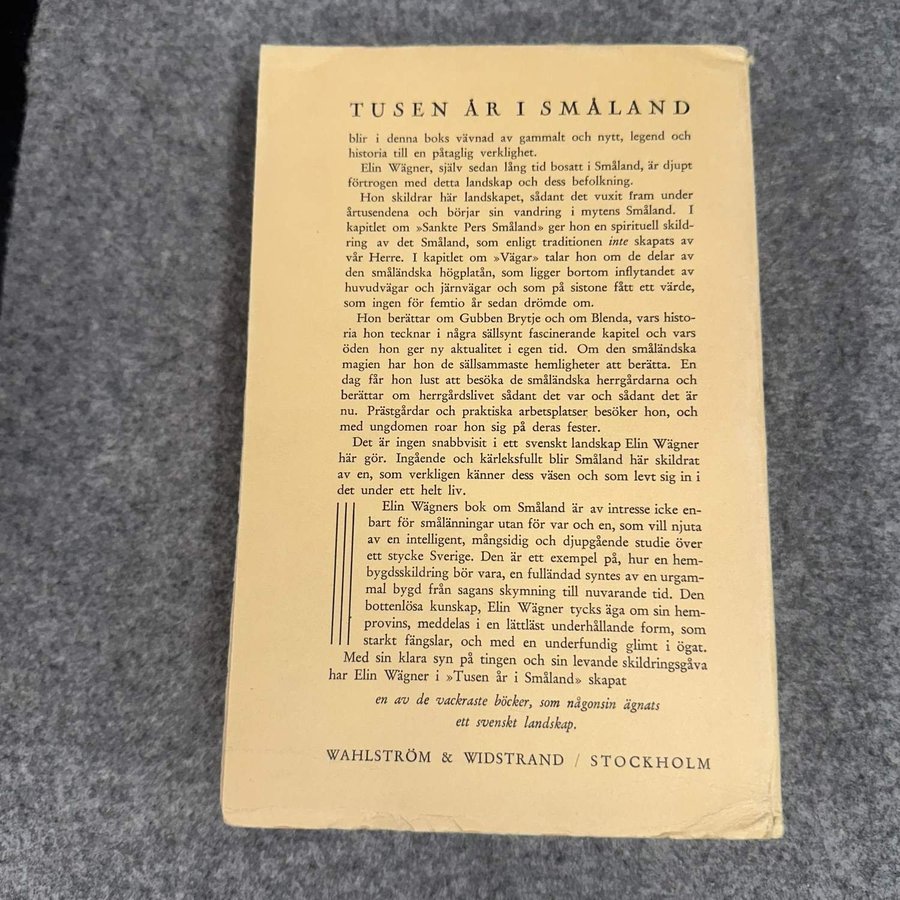 TUSEN ÅR I SMÅLAND
blir i denna boks vävnad av gammalt och nytt, legend och
historia till en påtaglig verklighet.
Elin Wägner, själv sedan lång tid bosatt i Småland, är djupt
förtrogen med detta landskap och dess befolkning.
Hon skildrar här landskapet, sådant det vuxit fram under
årtusendena och börjar sin vandring i mytens Småland. I
kapitlet om »Sankte Pers Småland» ger hon en spirituell skild-
ring av det Småland, som enligt traditionen inte skapats av
vår Herre. I kapitlet om »Vägar» talar hon om de delar av
den småländska högplatån, som ligger bortom inflytandet av
huvudvägar och järnvägar och som på sistone fått ett värde,
som ingen för femtio år sedan drömde om.
Hon berättar om Gubben Brytje och om Blenda, vars histo-
ria hon tecknar i några sällsynt fascinerande kapitel och vars
öden hon ger ny aktualitet i egen tid. Om den småländska
magien har hon de sällsammaste hemligheter att berätta. En
dag får hon lust att besöka de småländska herrgårdarna och
berättar om herrgårdslivet sådant det var och sådant det är
nu. Prästgårdar och praktiska arbetsplatser besöker hon, och
med ungdomen roar hon sig på deras fester.
Det är ingen snabbvisit i ett svenskt landskap Elin Wägner
här gör. Ingående och kärleksfullt blir Småland här skildrat
av en, som verkligen känner dess väsen och som levt sig in i
det under ett helt liv.
Elin Wägners bok om Småland är av intresse icke en-
bart för smålänningar utan för var och en, som vill njuta
av en intelligent, mångsidig och djupgående studie över
ett stycke Sverige. Den är ett exempel på, hur en hem-
bygdsskildring bör vara, en fulländad syntes av en urgam-
mal bygd från sagans skymning till nuvarande tid. Den
bottenlösa kunskap, Elin Wägner tycks äga om sin hem-
provins, meddelas i en lättläst underhållande form, som
starkt fängslar, och med en underfundig glimt i ögat.
Med sin klara syn på tingen och sin levande skildringsgåva
har Elin Wägner i »Tusen år i Småland» skapat
en av de vackraste böcker, som någonsin ägnats
ett svenskt landskap.
WAHLSTRÖM & WIDSTRAND / STOCKHOLM